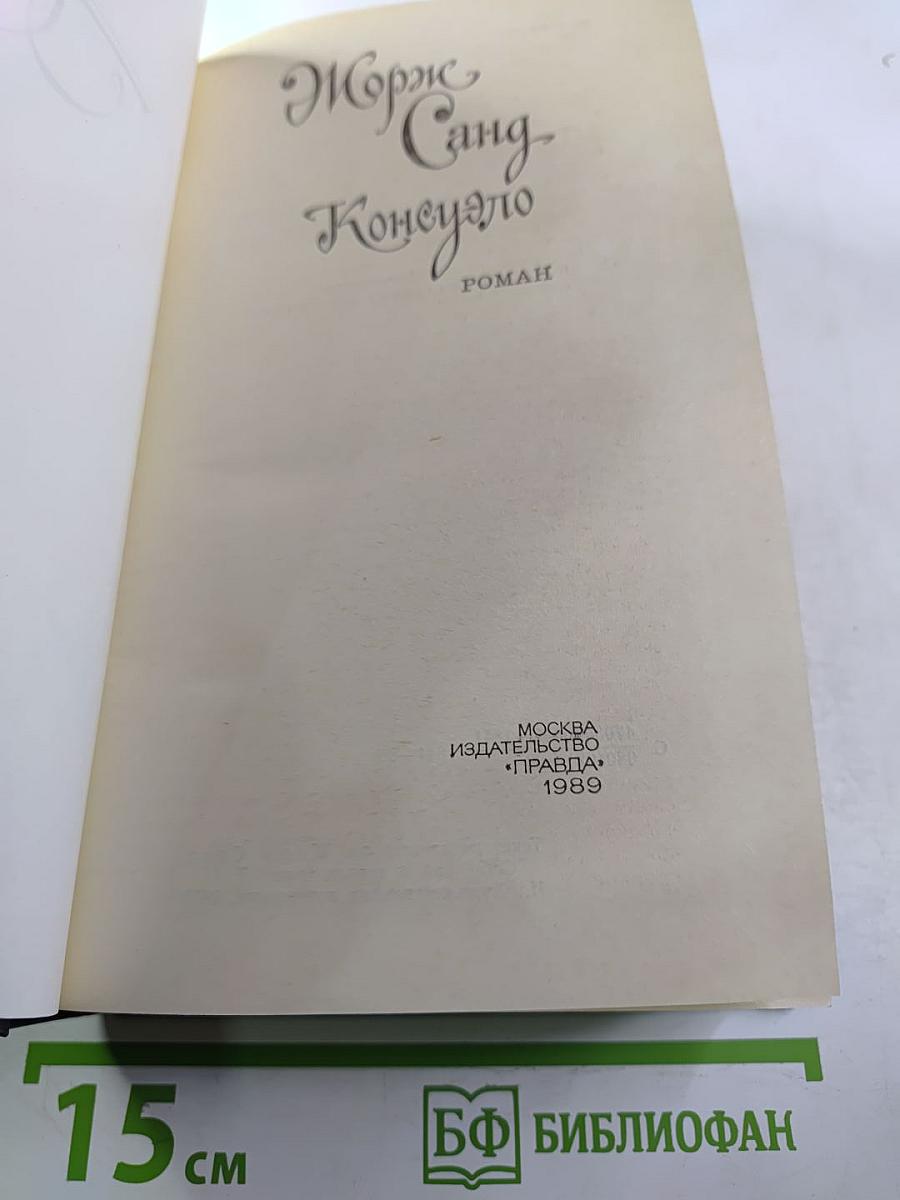 Жорж
Санд
Консуэло
РОМАН
МОСКВА
ИЗДАТЕЛЬСТВО
«ПРАВДА»
1989
15 см
БФ БИБЛИОФАН